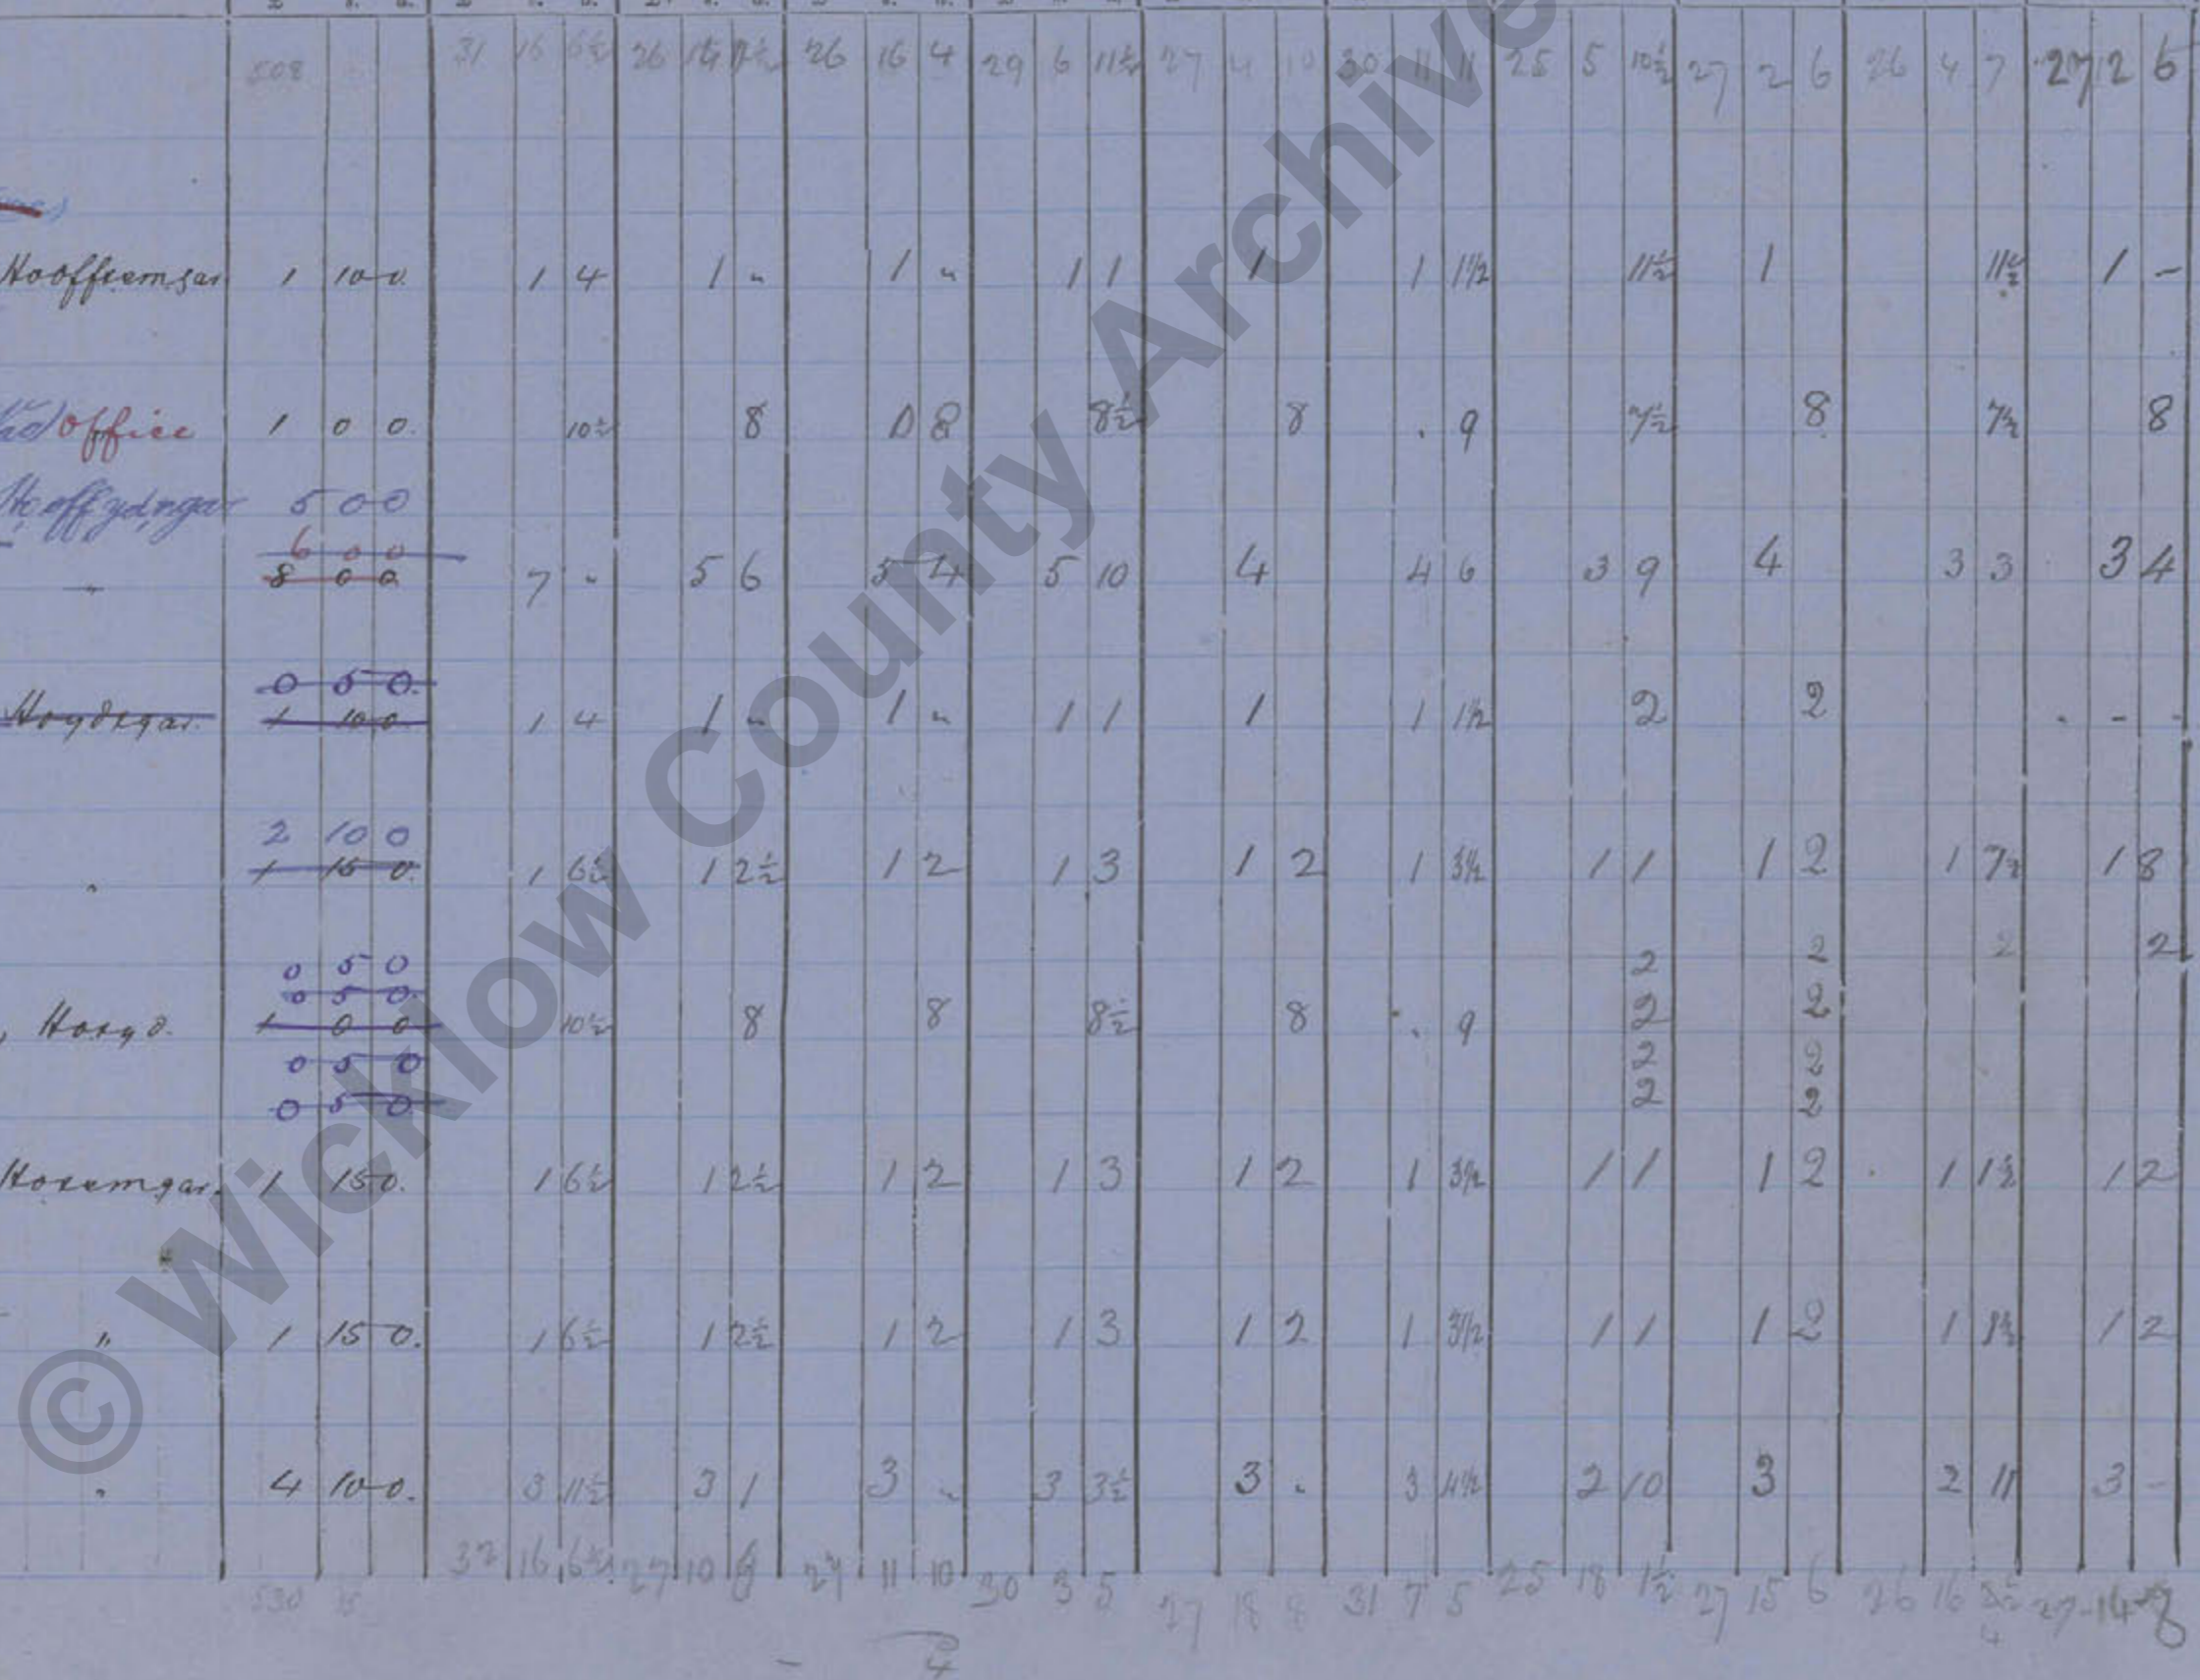 508 31 16 6½ 26 26 16 4 29 6 11½ 27 4 10 30 11 11 25 5 10½ 27 2 6 26 4 7 27 2 6
Hooffsemgar 1 10 0. 1 4 1 " 1 " 1 1 1 1 1½ 11½ 1 11½ 1 -
office 1 0 0. 10½ 8 0 8 8½ 8 . 9 7½ 8 7½ 8
Ho off yd, ngar 5 0 0
6 0 0
" 8 0 0 7 " 5 6 5 4 5 10 4 4 6 3 9 4 3 3 3 4
0 5 0.
Hoydsgar. 1 10 0. 1 4 1 " 1 " 1 1 1 1 1½ 2 2 - - -
2 10 0
" 1 15 0. 1 6½ 1 2½ 1 2 1 3 1 2 1 3½ 1 1 1 2 1 7½ 1 8
0 5 0 2 2 2 2
0 5 0.
, Hosyd. 1 0 0 10½ 8 8 8½ 8 . 9 2 2
0 5 0 2 2
0 5 0 2 2
Hosemgar. 1 15 0. 1 6½ 1 2½ 1 2 1 3 1 2 1 3½ 1 1 1 2 1 1½ 1 2
" 1 15 0. 1 6½ 1 2½ 1 2 1 3 1 2 1 3½ 1 1 1 2 1 1½ 1 2
" 4 10 0. 3 11½ 3 1 3 " 3 3½ 3 . 3 4½ 2 10 3 2 11 3 -
530 15 32 16 6½ 27 10 27 11 10 30 3 5 27 18 8 31 7 5 25 18 1½ 27 15 6 26 16 27 14 8
- 4
© Wicklow County Archive